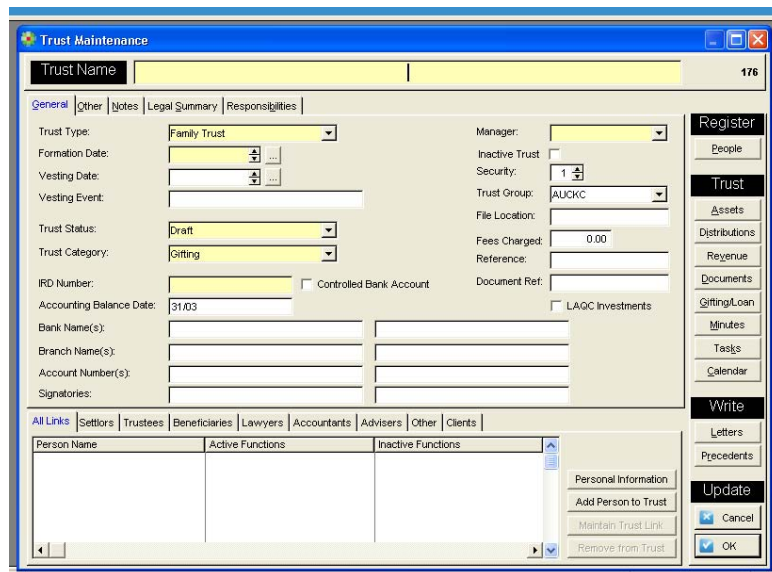 Trust Maintenance
Trust Name 176
General Other Notes Legal Summary Responsibilities
Register
Trust Type: Family Trust Manager:
People
Formation Date: ... Inactive Trust
Vesting Date: ... Security: 1
Trust
Vesting Event: Trust Group: AUCKC
Assets
File Location:
Trust Status: Draft
Distributions
Fees Charged: 0.00
Trust Category: Gifting Reference:
Revenue
IRD Number: Controlled Bank Account Document Ref:
Documents
Accounting Balance Date: 31/03 LAQC Investments
Gifting/Loan
Bank Name(s):
Minutes
Branch Name(s):
Tasks
Account Number(s):
Calendar
Signatories:
Write
All Links Settlors Trustees Beneficiaries Lawyers Accountants Advisers Other Clients
Letters
Person Name Active Functions Inactive Functions
Precedents
Personal Information
Update
Add Person to Trust
Cancel
Maintain Trust Link
Remove from Trust
OK